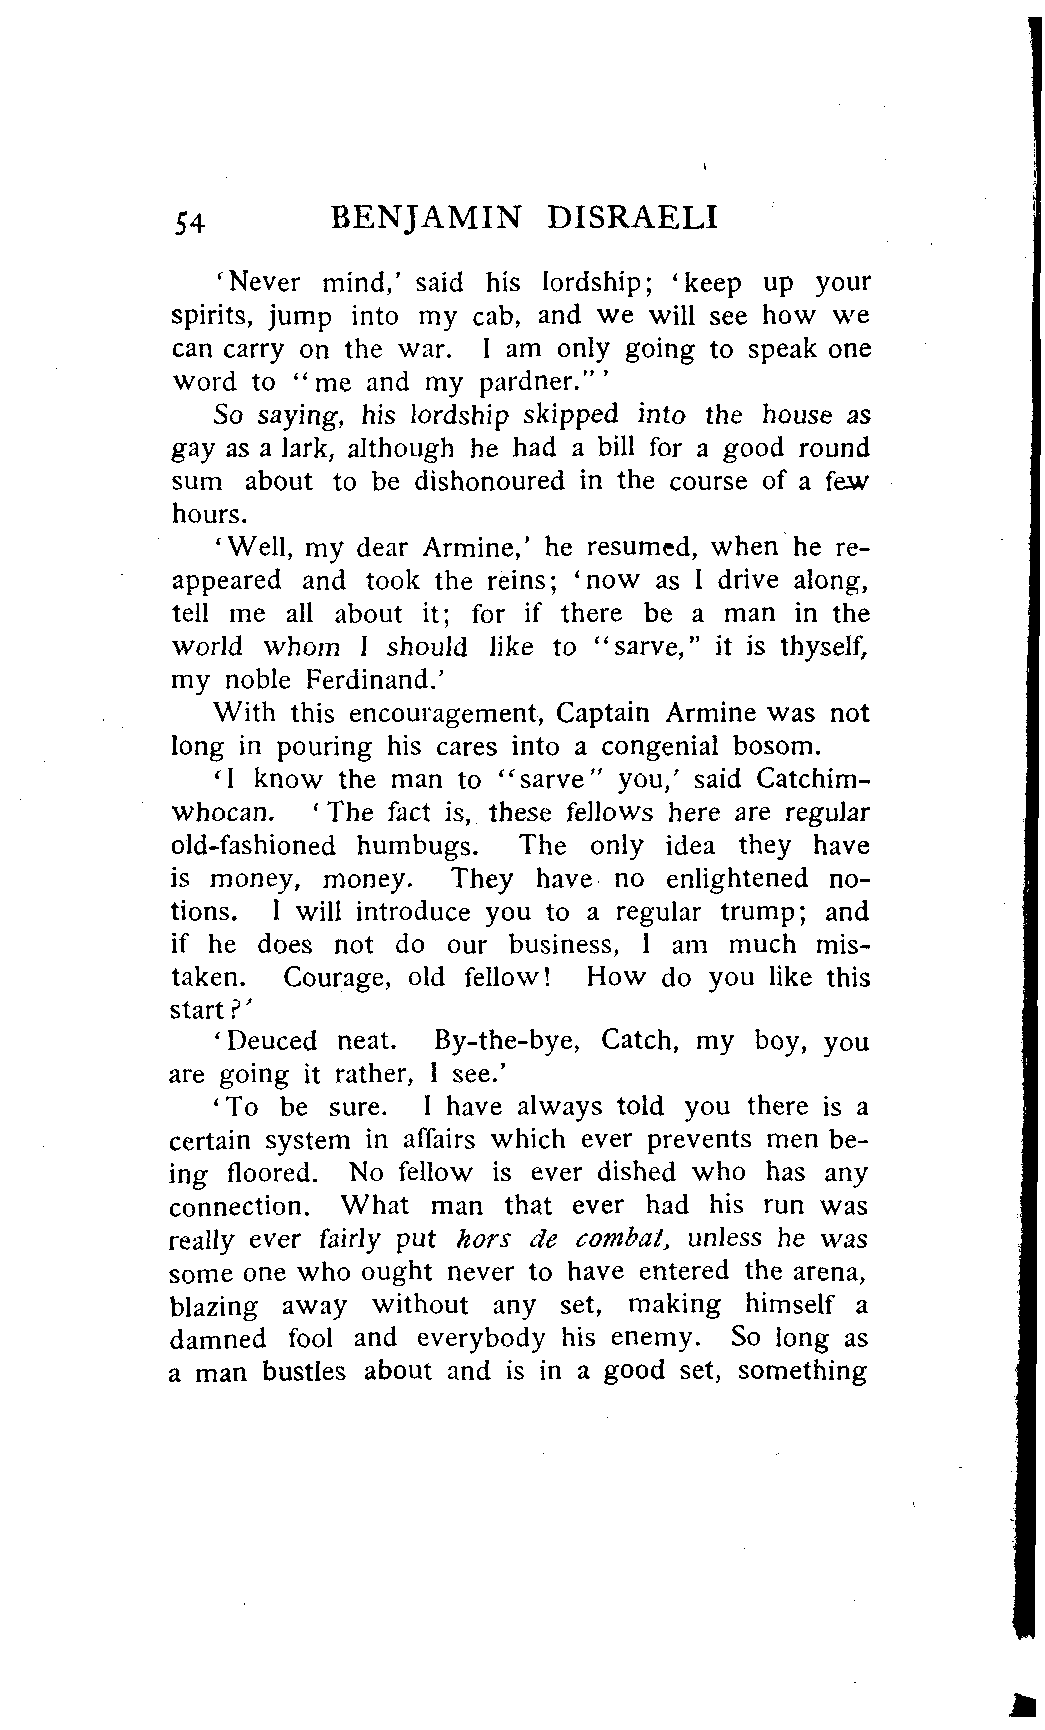 54 BENJAMIN DISRAELI
'Never mind,' said his lordship; 'keep up your
spirits, jump into my cab, and we will see how we
can carry on the war. I am only going to speak one
word to "me and my pardner."'
So saying, his lordship skipped into the house as
gay as a lark, although he had a bill for a good round
sum about to be dishonoured in the course of a few
hours.
'Well, my dear Armine,' he resumed, when he re-
appeared and took the reins; 'now as I drive along,
tell me all about it; for if there be a man in the
world whom I should like to "sarve," it is thyself,
my noble Ferdinand.'
With this encouragement, Captain Armine was not
long in pouring his cares into a congenial bosom.
'I know the man to "sarve" you,' said Catchim-
whocan. 'The fact is, these fellows here are regular
old-fashioned humbugs. The only idea they have
is money, money. They have no enlightened no-
tions. I will introduce you to a regular trump; and
if he does not do our business, I am much mis-
taken. Courage, old fellow! How do you like this
start?'
'Deuced neat. By-the-bye, Catch, my boy, you
are going it rather, I see.'
'To be sure. I have always told you there is a
certain system in affairs which ever prevents men be-
ing floored. No fellow is ever dished who has any
connection. What man that ever had his run was
really ever fairly put hors de combat, unless he was
some one who ought never to have entered the arena,
blazing away without any set, making himself a
damned fool and everybody his enemy. So long as
a man bustles about and is in a good set, something